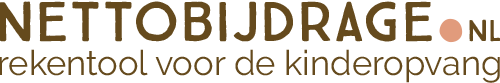 NETTOBIJDRAGE.NL
rekentool voor de kinderopvang